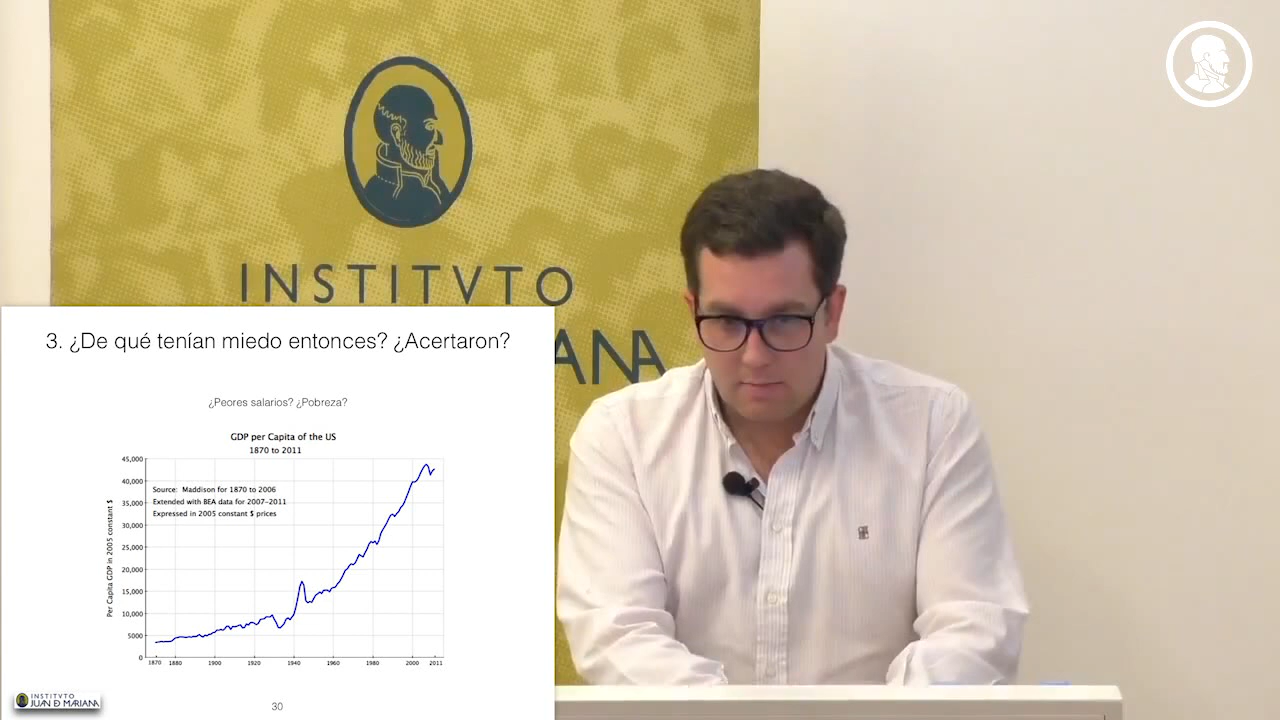 INSTITVTO
ANA
3. ¿De qué tenían miedo entonces? ¿Acertaron?
¿Peores salarios? ¿Pobreza?
GDP per Capita of the US
1870 to 2011
45,000
40,000
35,000
30,000
25,000
20,000
15,000
10,000
5000
0
Source: Maddison for 1870 to 2006
Extended with BEA data for 2007-2011
Expressed in 2005 constant $ prices
Per Capita GDP in 2005 constant $
1870 1880 1900 1920 1940 1960 1980 2000 2011
INSTITVTO
JUAN DE MARIANA
30